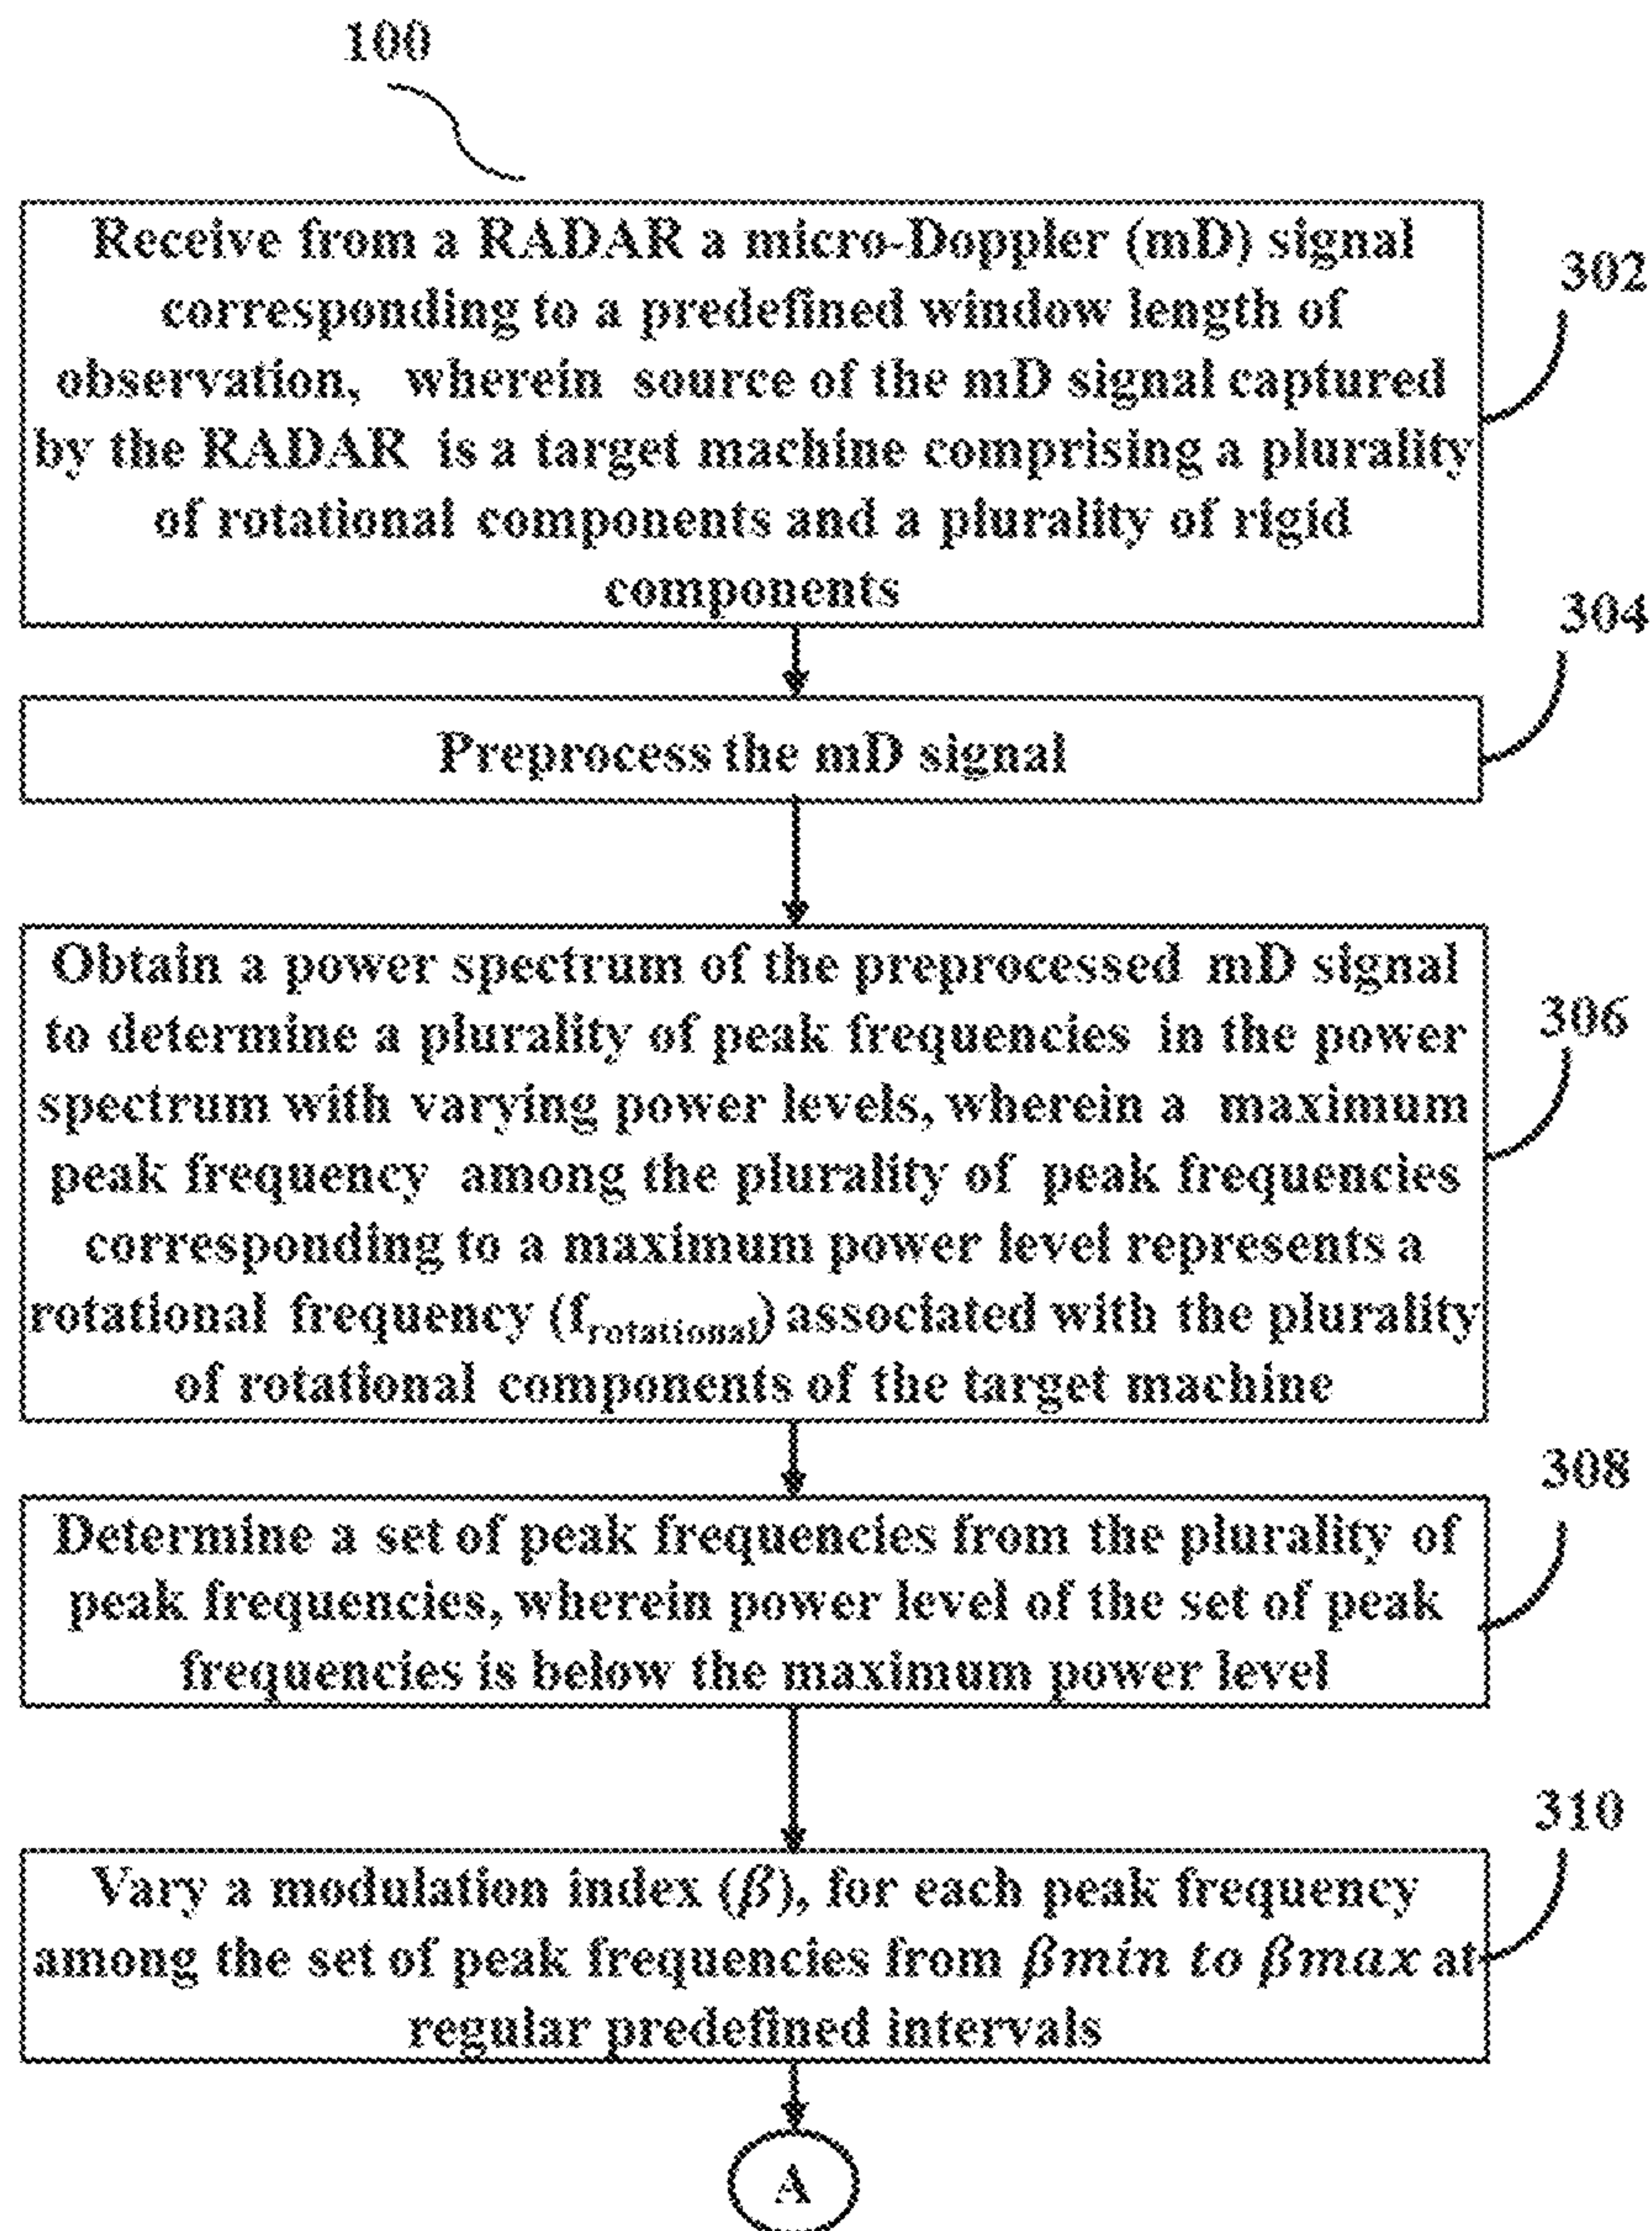 100
Receive from a RADAR a micro-Doppler (mD) signal
corresponding to a predefined window length of
observation, wherein source of the mD signal captured
by the RADAR is a target machine comprising a plurality
of rotational components and a plurality of rigid
components
302
Preprocess the mD signal
304
Obtain a power spectrum of the preprocessed mD signal
to determine a plurality of peak frequencies in the power
spectrum with varying power levels, wherein a maximum
peak frequency among the plurality of peak frequencies
corresponding to a maximum power level represents a
rotational frequency (frotational) associated with the plurality
of rotational components of the target machine
306
Determine a set of peak frequencies from the plurality of
peak frequencies, wherein power level of the set of peak
frequencies is below the maximum power level
308
Vary a modulation index (β), for each peak frequency
among the set of peak frequencies from βmin to βmax at
regular predefined intervals
310
A